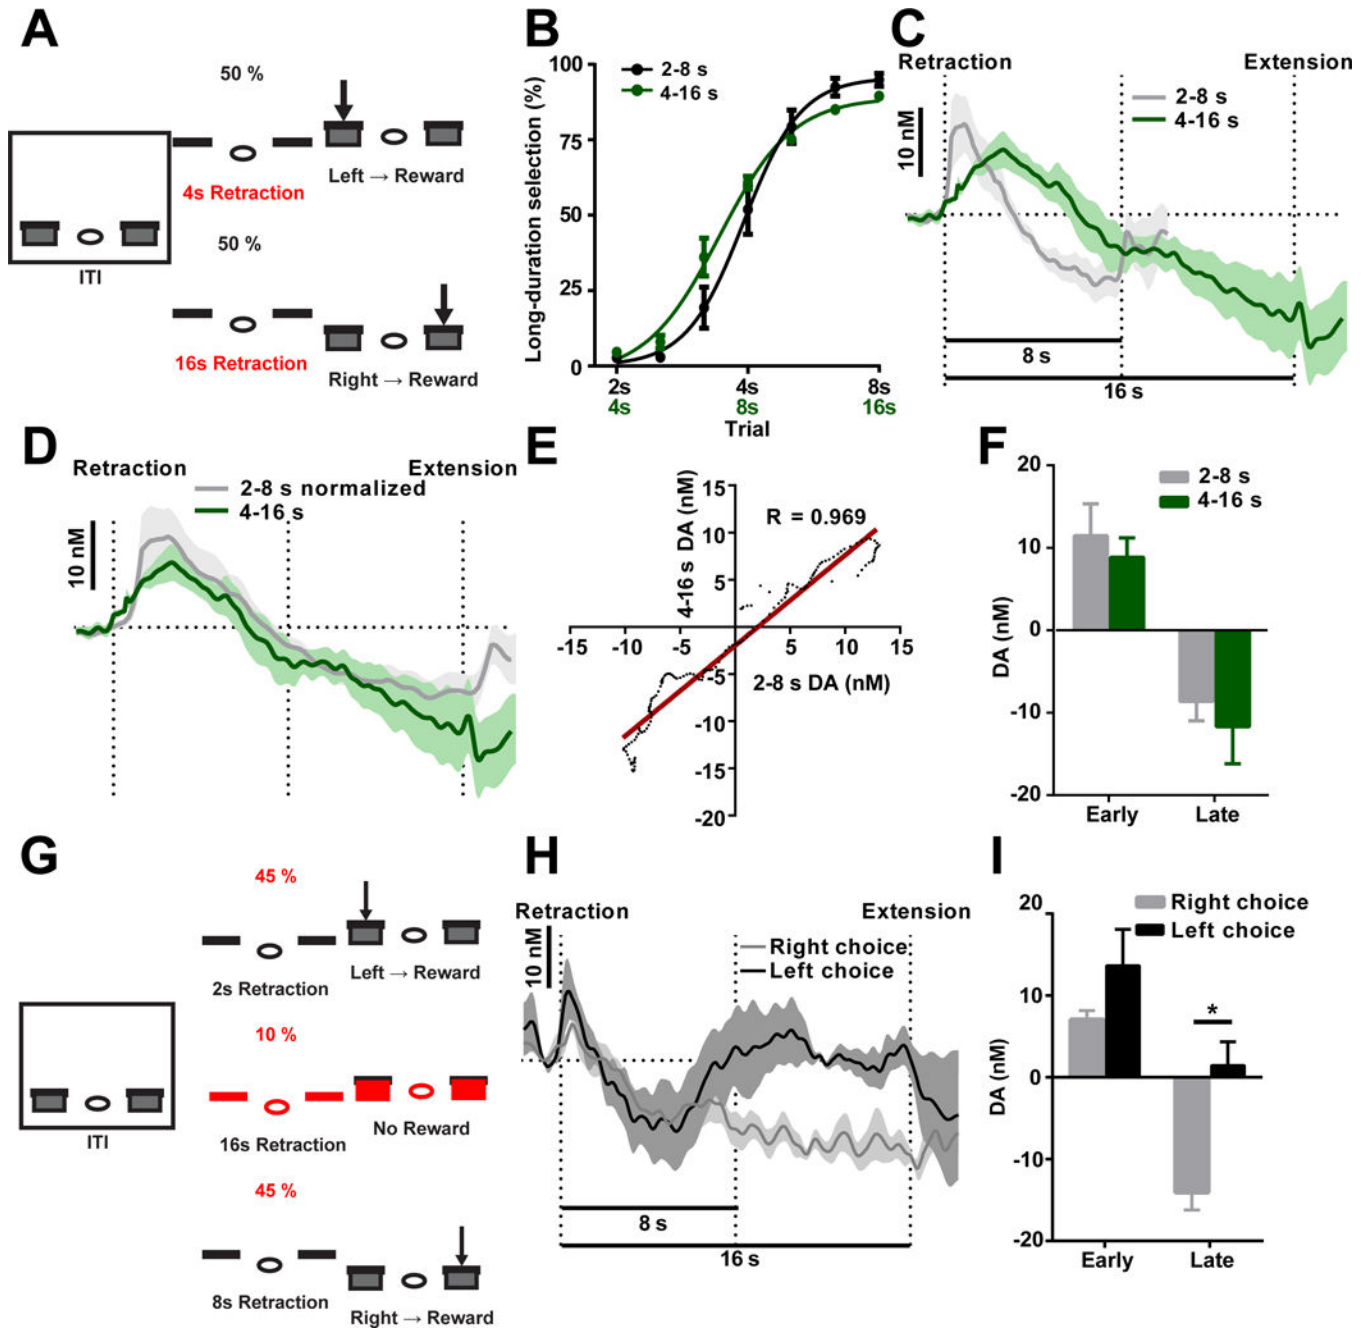 A
50 %
4s Retraction
Left → Reward
50 %
ITI
16s Retraction
Right → Reward
B
Long-duration selection (%)
100
75
50
25
0
2-8 s
4-16 s
2s
4s
8s
4s
8s
16s
Trial
C
Retraction
Extension
10 nM
2-8 s
4-16 s
8 s
16 s
D
Retraction
Extension
10 nM
2-8 s normalized
4-16 s
E
4-16 s DA (nM)
15
10
5
-5
-10
-15
-20
R = 0.969
-15
-10
-5
0
5
10
15
2-8 s DA (nM)
F
DA (nM)
20
10
0
-10
-20
2-8 s
4-16 s
Early
Late
G
45 %
2s Retraction
Left → Reward
10 %
ITI
16s Retraction
No Reward
45 %
8s Retraction
Right → Reward
H
Retraction
Extension
10 nM
Right choice
Left choice
8 s
16 s
I
DA (nM)
20
10
0
-10
-20
Right choice
Left choice
*
Early
Late